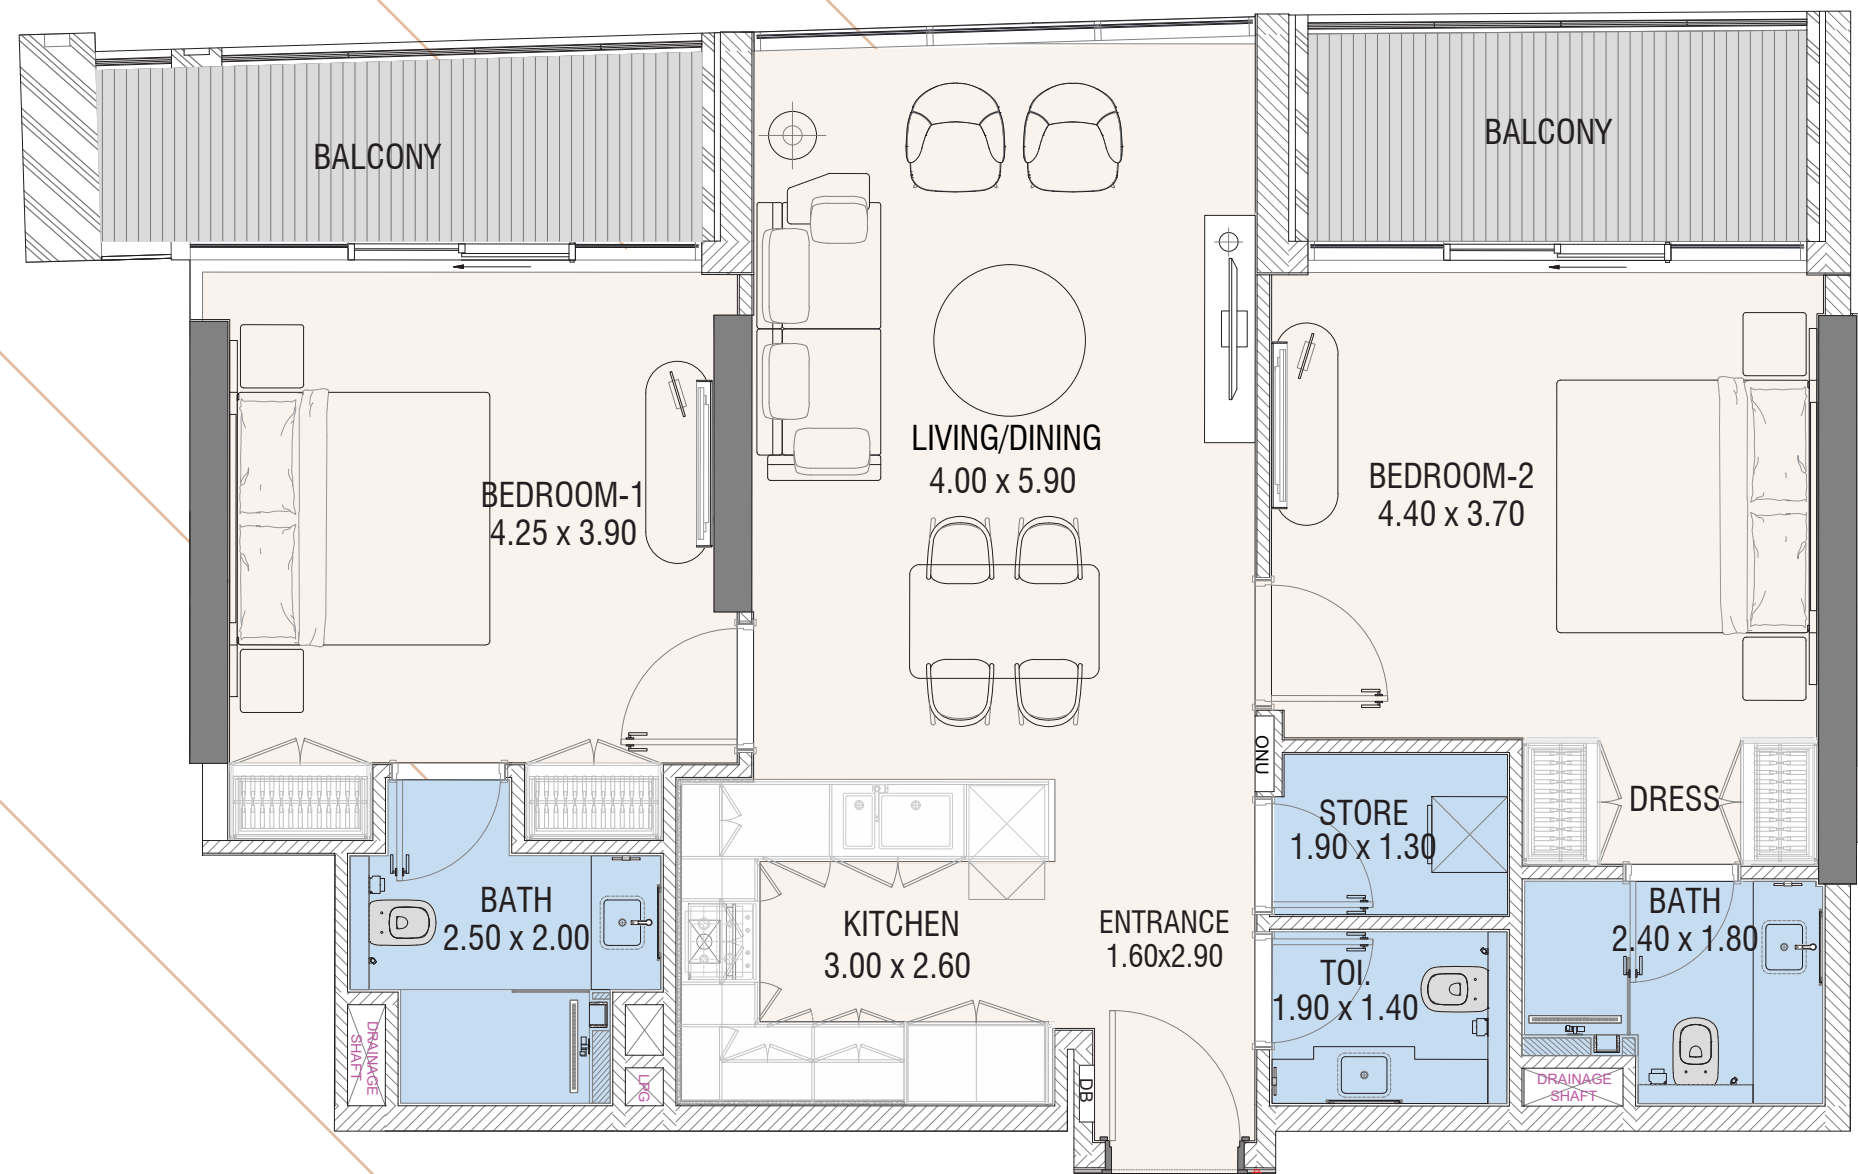 BALCONY
BALCONY
LIVING/DINING
4.00 x 5.90
BEDROOM-1
4.25 x 3.90
BEDROOM-2
4.40 x 3.70
ONU
STORE
1.90 x 1.30
DRESS
BATH
2.50 x 2.00
KITCHEN
3.00 x 2.60
ENTRANCE
1.60x2.90
BATH
2.40 x 1.80
TOI.
1.90 x 1.40
DRAINAGE
SHAFT
LPG
DB
DRAINAGE
SHAFT